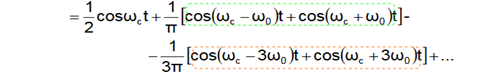 = 1/2 cosω_c t + 1/π [cos(ω_c − ω_0)t + cos(ω_c + ω_0)t]-
− 1/3π [cos(ω_c − 3ω_0)t + cos(ω_c + 3ω_0)t] + ...